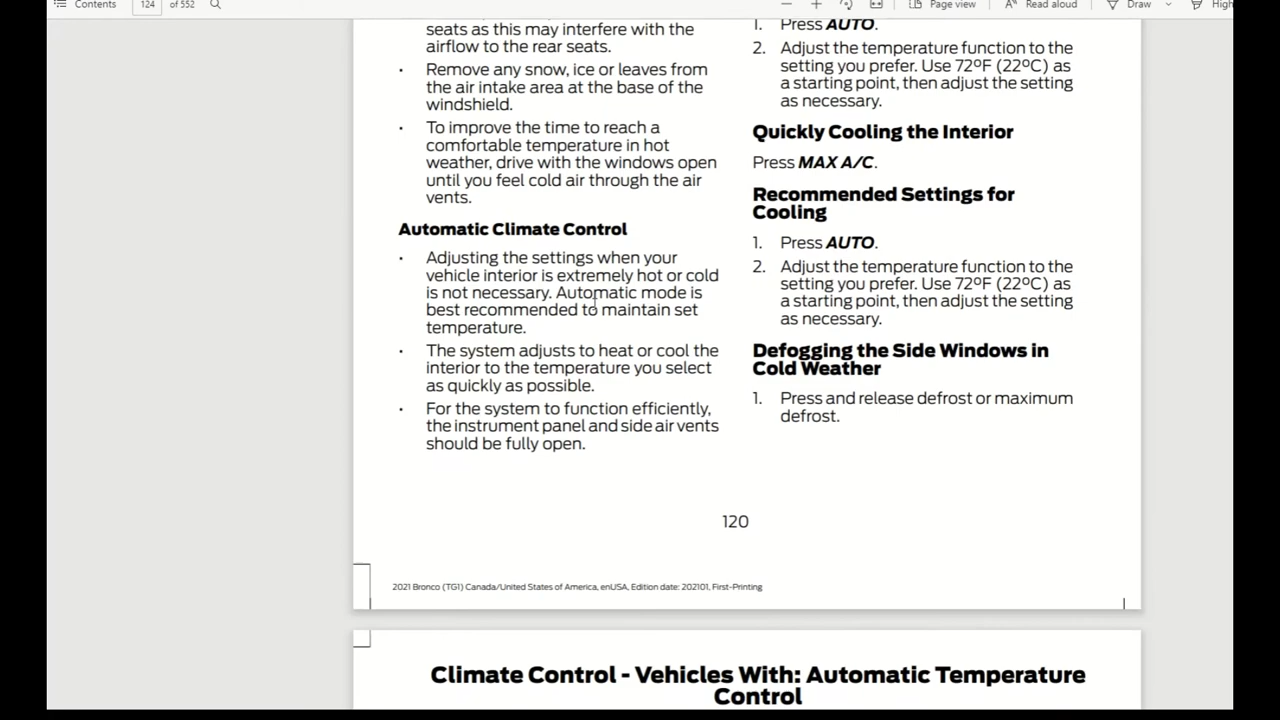 Contents
124 of 552
Page view
Read aloud
Draw
High
seats as this may interfere with the
airflow to the rear seats.
· Remove any snow, ice or leaves from
the air intake area at the base of the
windshield.
· To improve the time to reach a
comfortable temperature in hot
weather, drive with the windows open
until you feel cold air through the air
vents.
Automatic Climate Control
· Adjusting the settings when your
vehicle interior is extremely hot or cold
is not necessary. Automatic mode is
best recommended to maintain set
temperature.
· The system adjusts to heat or cool the
interior to the temperature you select
as quickly as possible.
· For the system to function efficiently,
the instrument panel and side air vents
should be fully open.
1. Press AUTO.
2. Adjust the temperature function to the
setting you prefer. Use 72ºF (22ºC) as
a starting point, then adjust the setting
as necessary.
Quickly Cooling the Interior
Press MAX A/C.
Recommended Settings for
Cooling
1. Press AUTO.
2. Adjust the temperature function to the
setting you prefer. Use 72ºF (22ºC) as
a starting point, then adjust the setting
as necessary.
Defogging the Side Windows in
Cold Weather
1. Press and release defrost or maximum
defrost.
120
2021 Bronco (TG1) Canada/United States of America, enUSA, Edition date: 202101, First-Printing
Climate Control - Vehicles With: Automatic Temperature
Control